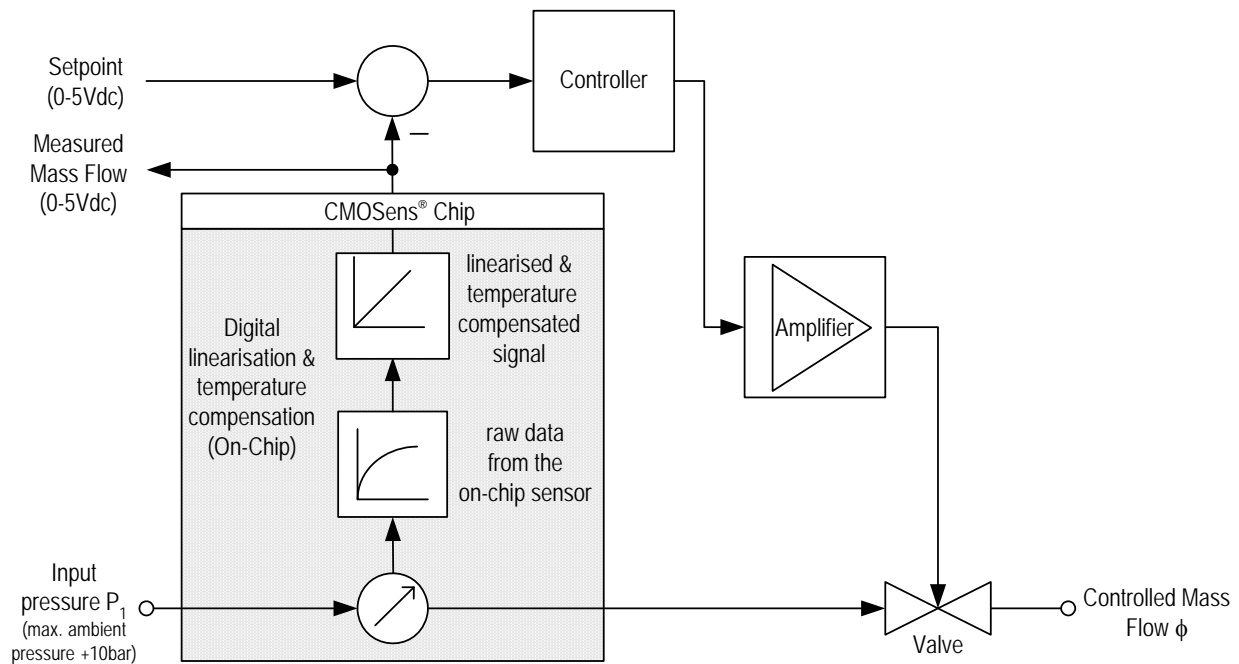 Setpoint
(0-5Vdc)
Controller
Measured
Mass Flow
(0-5Vdc)
–
CMOSens® Chip
linearised &
temperature
compensated
signal
Digital
linearisation &
temperature
compensation
(On-Chip)
Amplifier
raw data
from the
on-chip sensor
Input
pressure P₁
(max. ambient
pressure +10bar)
Valve
Controlled Mass
Flow ϕ